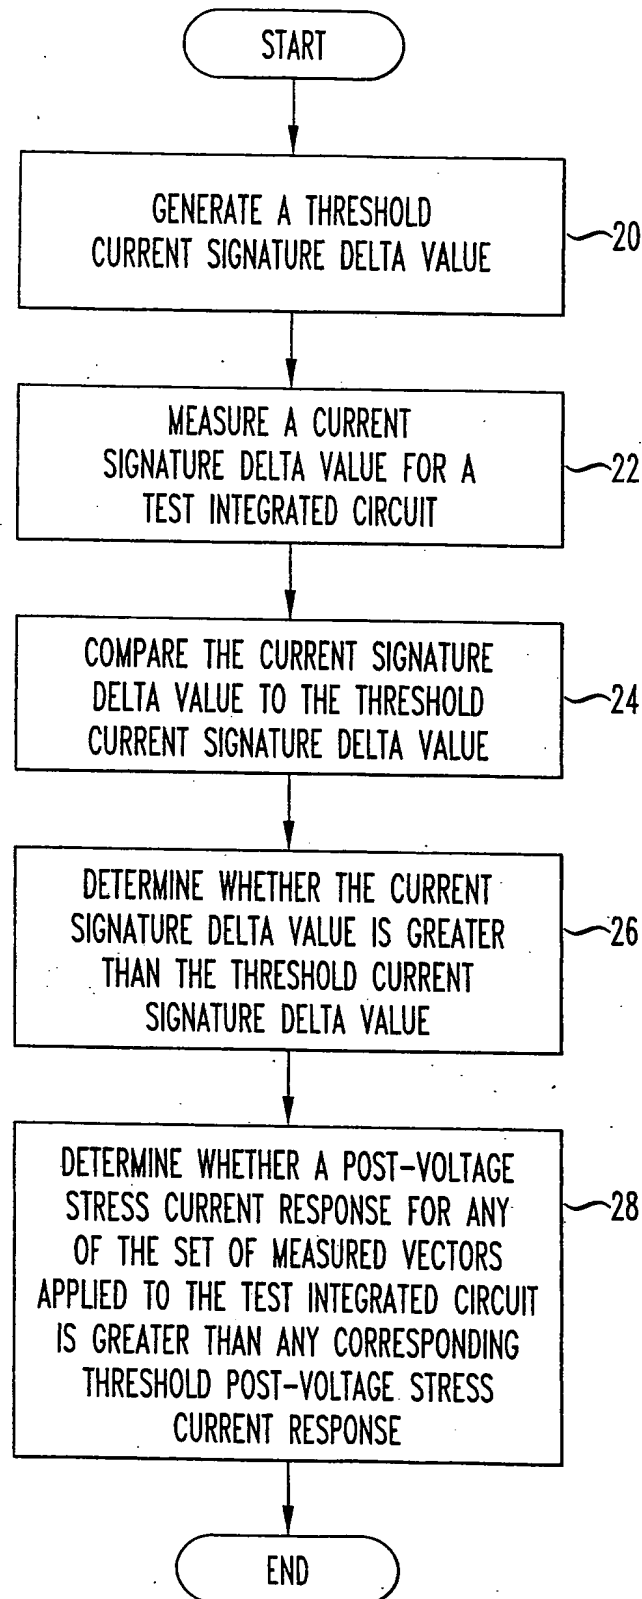 START
GENERATE A THRESHOLD
CURRENT SIGNATURE DELTA VALUE
20
MEASURE A CURRENT
SIGNATURE DELTA VALUE FOR A
TEST INTEGRATED CIRCUIT
22
COMPARE THE CURRENT SIGNATURE
DELTA VALUE TO THE THRESHOLD
CURRENT SIGNATURE DELTA VALUE
24
DETERMINE WHETHER THE CURRENT
SIGNATURE DELTA VALUE IS GREATER
THAN THE THRESHOLD CURRENT
SIGNATURE DELTA VALUE
26
DETERMINE WHETHER A POST-VOLTAGE
STRESS CURRENT RESPONSE FOR ANY
OF THE SET OF MEASURED VECTORS
APPLIED TO THE TEST INTEGRATED CIRCUIT
IS GREATER THAN ANY CORRESPONDING
THRESHOLD POST-VOLTAGE STRESS
CURRENT RESPONSE
28
END